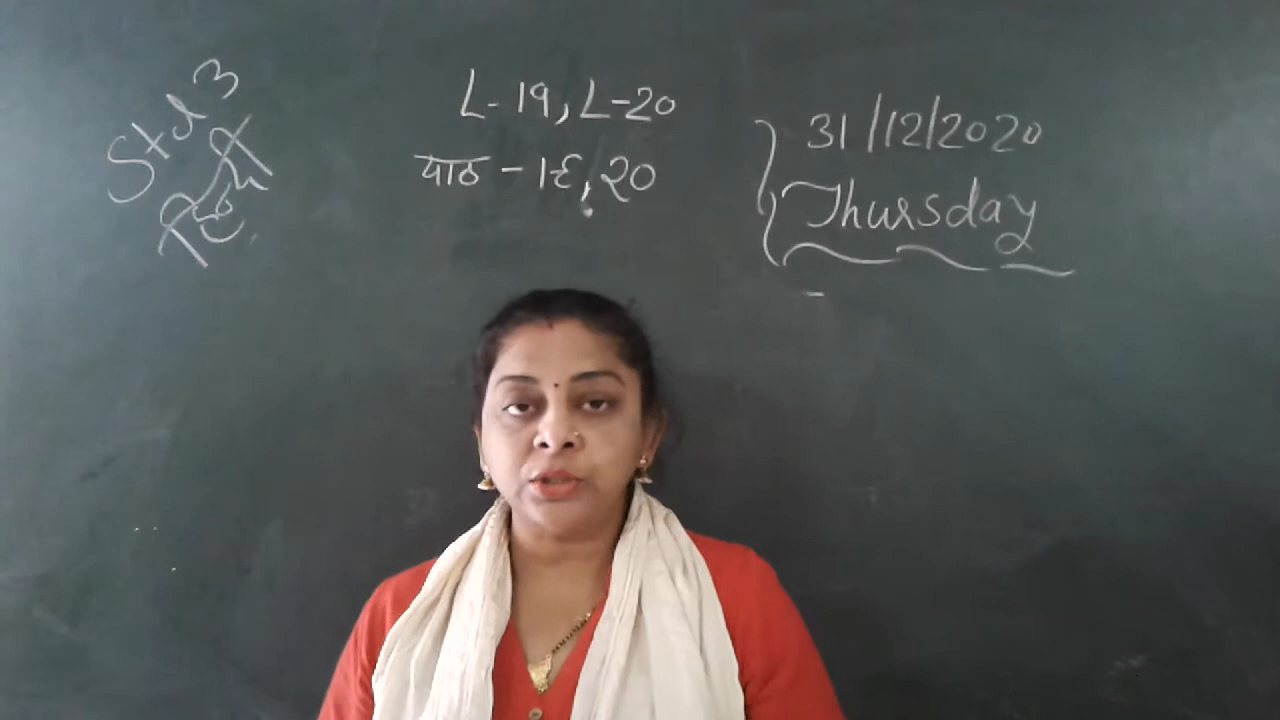 Std 3
हिन्दी
L-19, L-20
पाठ - १९, २०
31/12/2020
Thursday